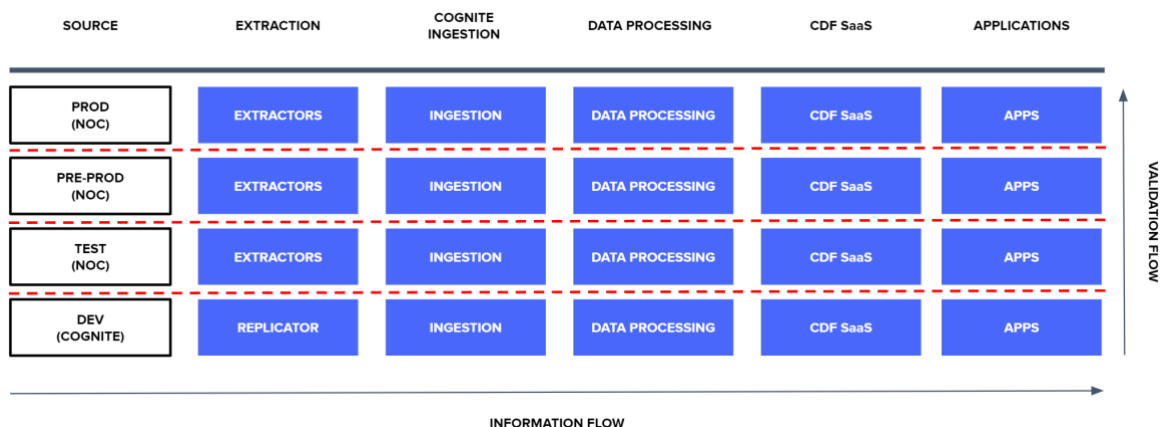 SOURCE
EXTRACTION
COGNITE
INGESTION
DATA PROCESSING
CDF SaaS
APPLICATIONS
PROD
(NOC)
EXTRACTORS
INGESTION
DATA PROCESSING
CDF SaaS
APPS
PRE-PROD
(NOC)
EXTRACTORS
INGESTION
DATA PROCESSING
CDF SaaS
APPS
TEST
(NOC)
EXTRACTORS
INGESTION
DATA PROCESSING
CDF SaaS
APPS
DEV
(COGNITE)
REPLICATOR
INGESTION
DATA PROCESSING
CDF SaaS
APPS
VALIDATION FLOW
INFORMATION FLOW